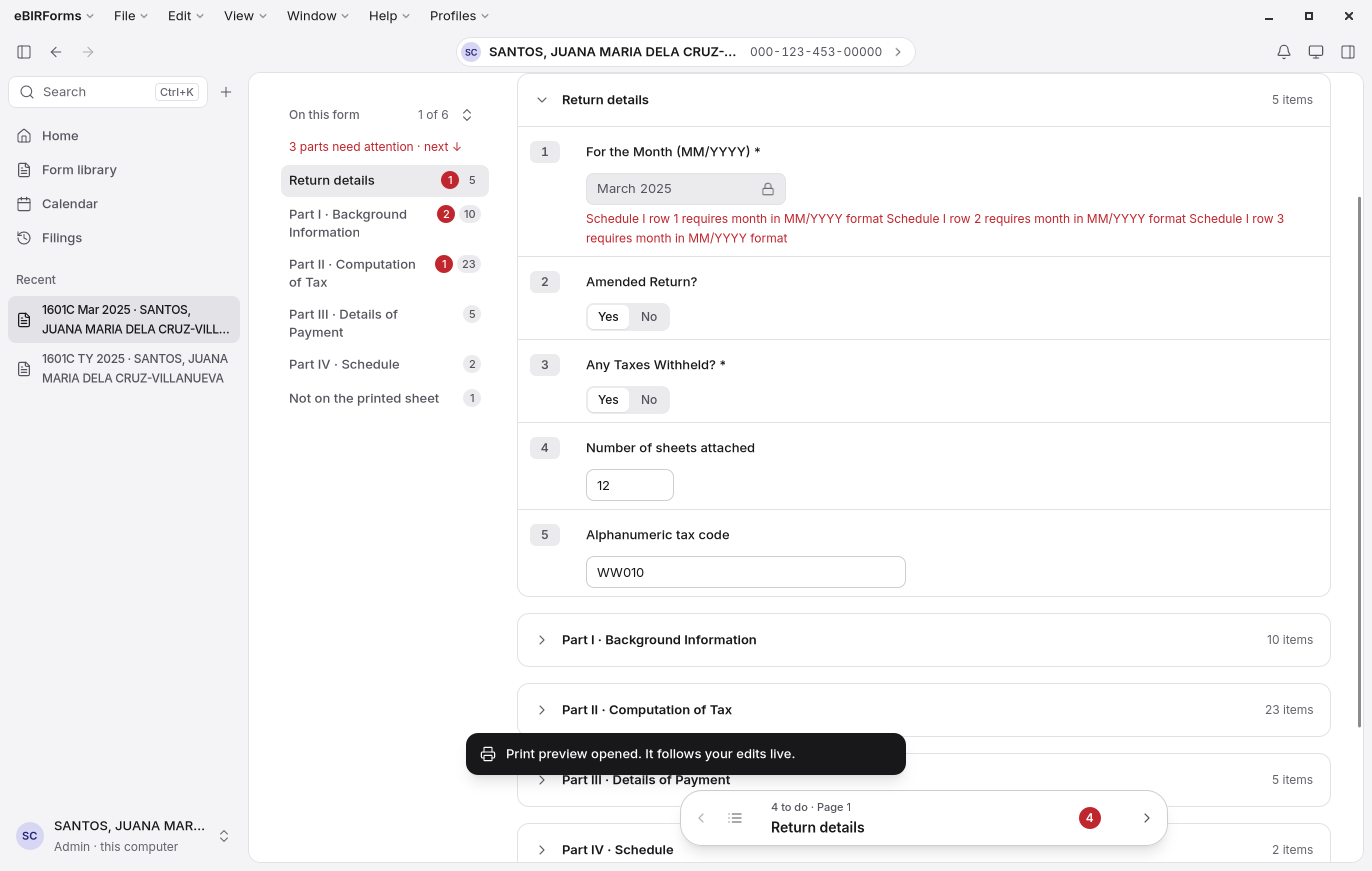 eBIRForms File Edit View Window Help Profiles
SC SANTOS, JUANA MARIA DELA CRUZ-... 000-123-453-00000
Search Ctrl+K
Home
Form library
Calendar
Filings
Recent
1601C Mar 2025 · SANTOS,
JUANA MARIA DELA CRUZ-VILL...
1601C TY 2025 · SANTOS, JUANA
MARIA DELA CRUZ-VILLANUEVA
SC SANTOS, JUANA MAR...
Admin · this computer
On this form 1 of 6
3 parts need attention · next ↓
Return details 1 5
Part I · Background
Information 2 10
Part II · Computation
of Tax 1 23
Part III · Details of
Payment 5
Part IV · Schedule 2
Not on the printed sheet 1
Return details 5 items
1 For the Month (MM/YYYY) *
March 2025
Schedule I row 1 requires month in MM/YYYY format Schedule I row 2 requires month in MM/YYYY format Schedule I row 3
requires month in MM/YYYY format
2 Amended Return?
Yes No
3 Any Taxes Withheld? *
Yes No
4 Number of sheets attached
12
5 Alphanumeric tax code
WW010
Part I · Background Information 10 items
Part II · Computation of Tax 23 items
Print preview opened. It follows your edits live.
Part III · Details of Payment 5 items
4 to do · Page 1
Return details 4
Part IV · Schedule 2 items